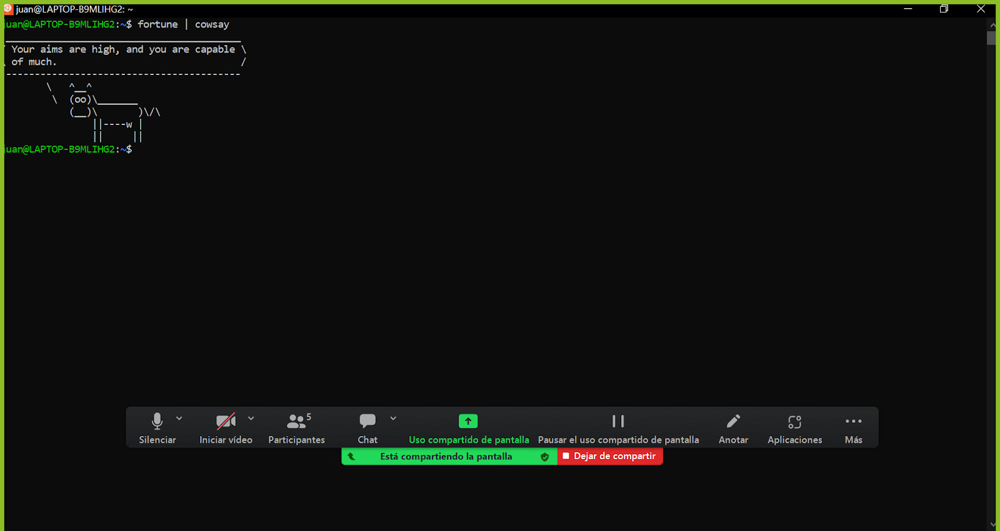 juan@LAPTOP-B9MLIHG2: ~
juan@LAPTOP-B9MLIHG2:~$ fortune | cowsay
 _________________________________________
/ Your aims are high, and you are capable \
\ of much.                                /
 -----------------------------------------
        \   ^__^
         \  (oo)\_______
            (__)\       )\/\
                ||----w |
                ||     ||
juan@LAPTOP-B9MLIHG2:~$
5
Silenciar Iniciar vídeo Participantes Chat Uso compartido de pantalla Pausar el uso compartido de pantalla Anotar Aplicaciones Más
Está compartiendo la pantalla Dejar de compartir